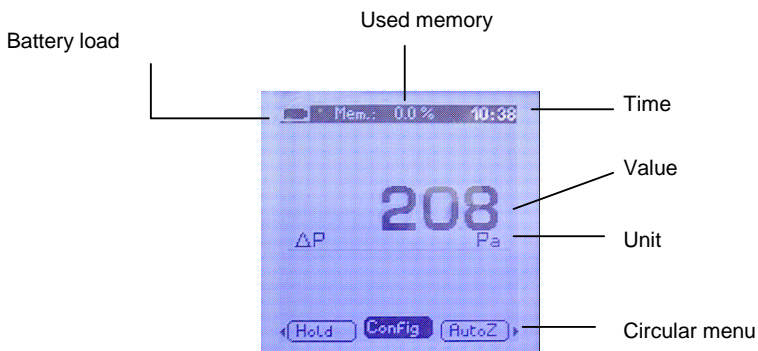 Used memory
Battery load
Mem.: 0.0 % 10:38
Time
Value
208
ΔP Pa
Unit
Hold Config AutoZ
Circular menu